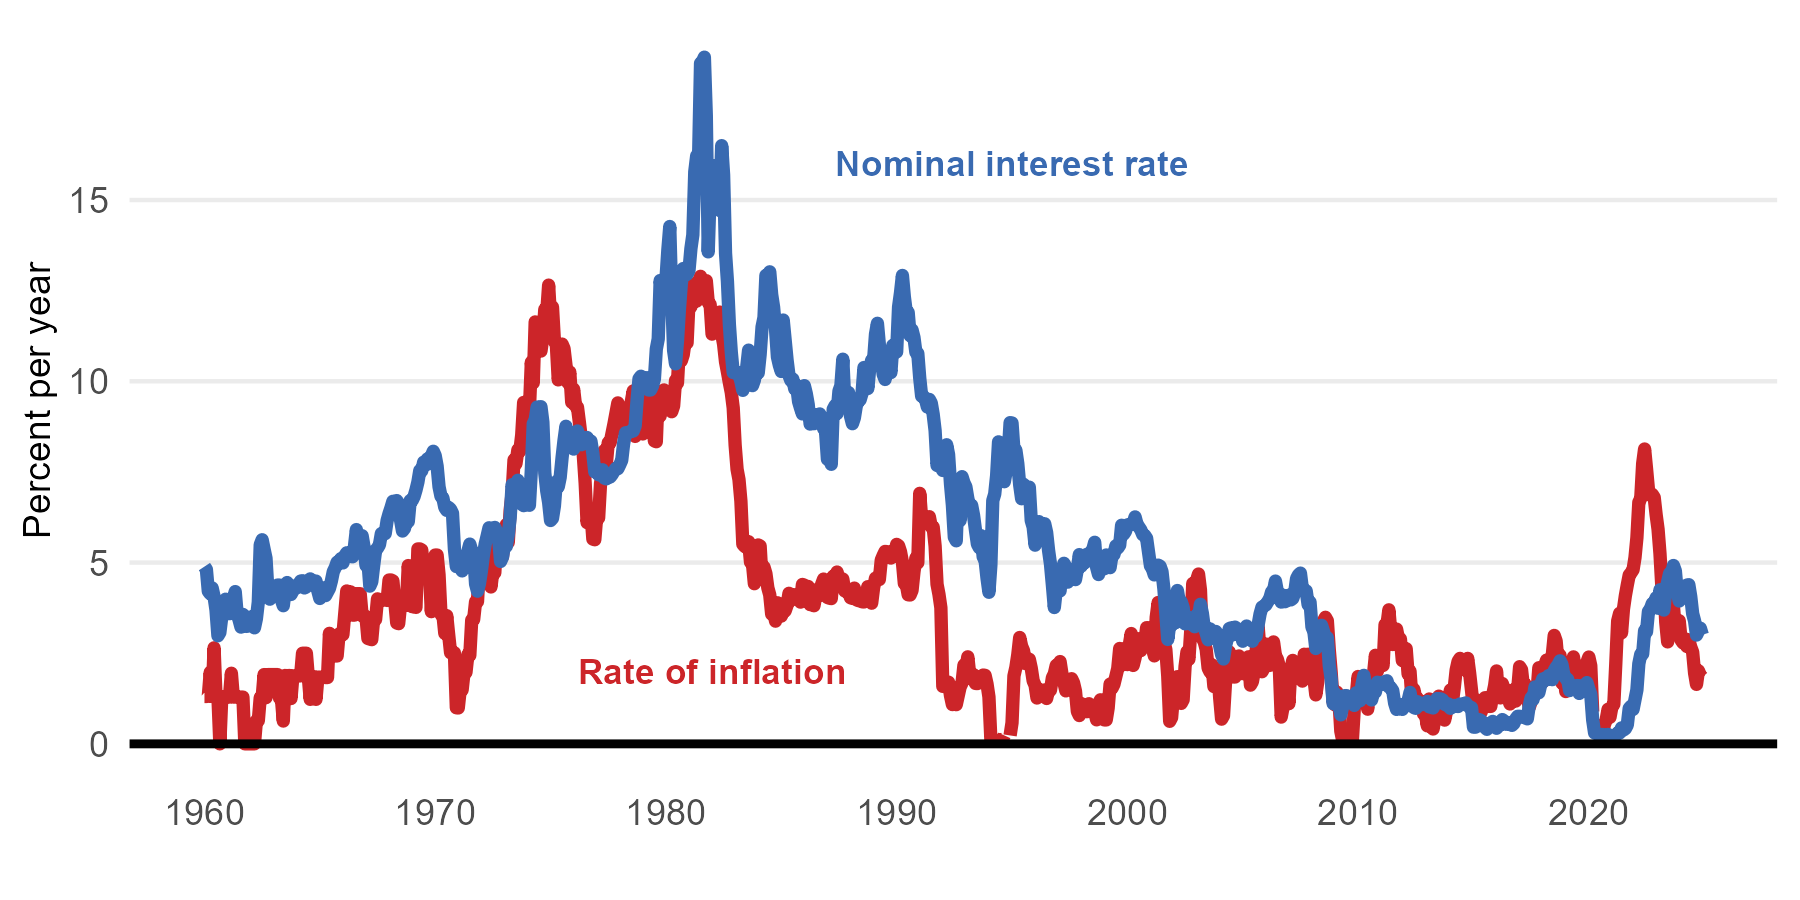 Nominal interest rate
15
10
Percent per year
5
Rate of inflation
0
1960 1970 1980 1990 2000 2010 2020